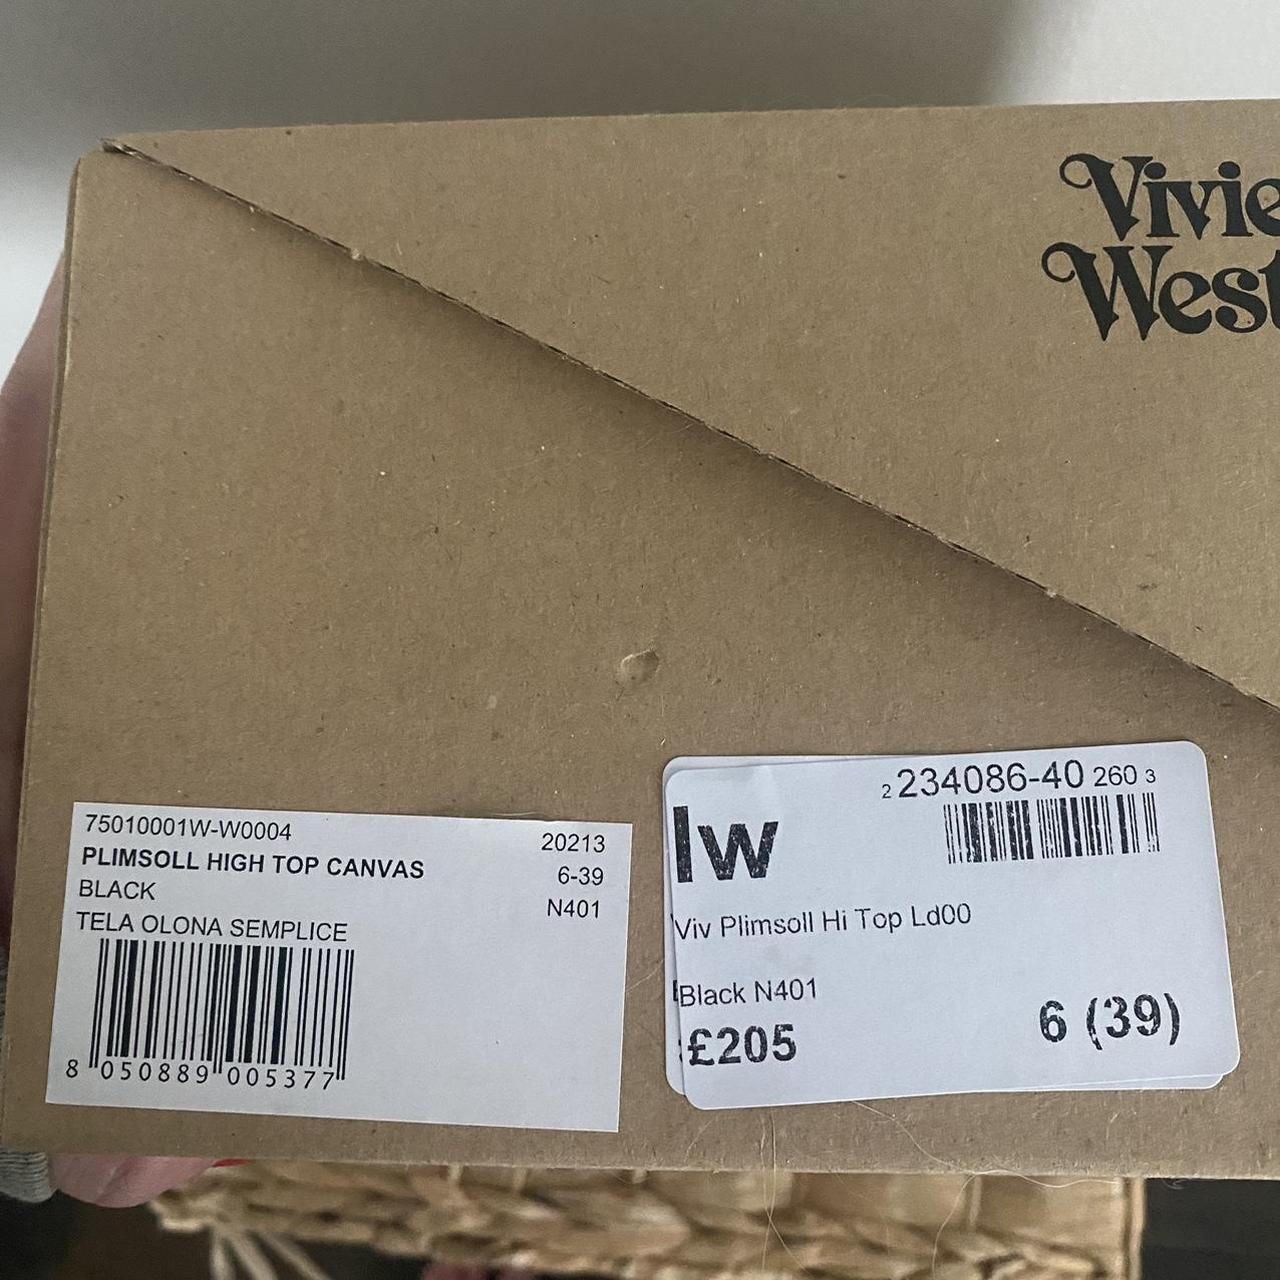 Vivie
West
75010001W-W0004 20213
PLIMSOLL HIGH TOP CANVAS 6-39
BLACK N401
TELA OLONA SEMPLICE
8 050889 005377
2 234086-40 260 3
lw
Viv Plimsoll Hi Top Ld00
Black N401
£205 6 (39)